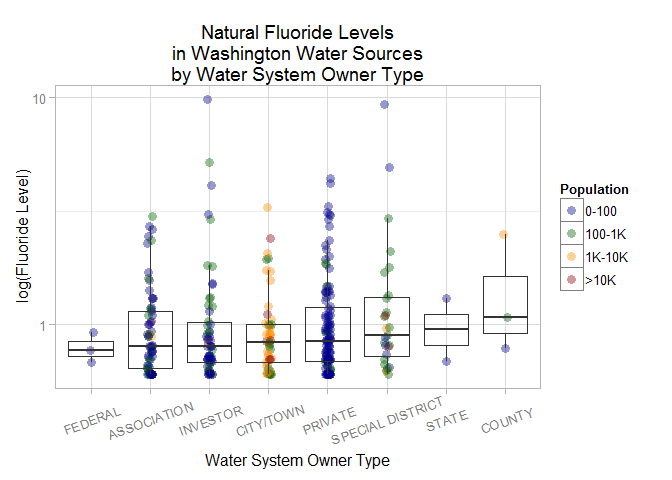 Natural Fluoride Levels
in Washington Water Sources
by Water System Owner Type
10
1
log(Fluoride Level)
FEDERAL
ASSOCIATION
INVESTOR
CITY/TOWN
PRIVATE
SPECIAL DISTRICT
STATE
COUNTY
Water System Owner Type
Population
0-100
100-1K
1K-10K
>10K